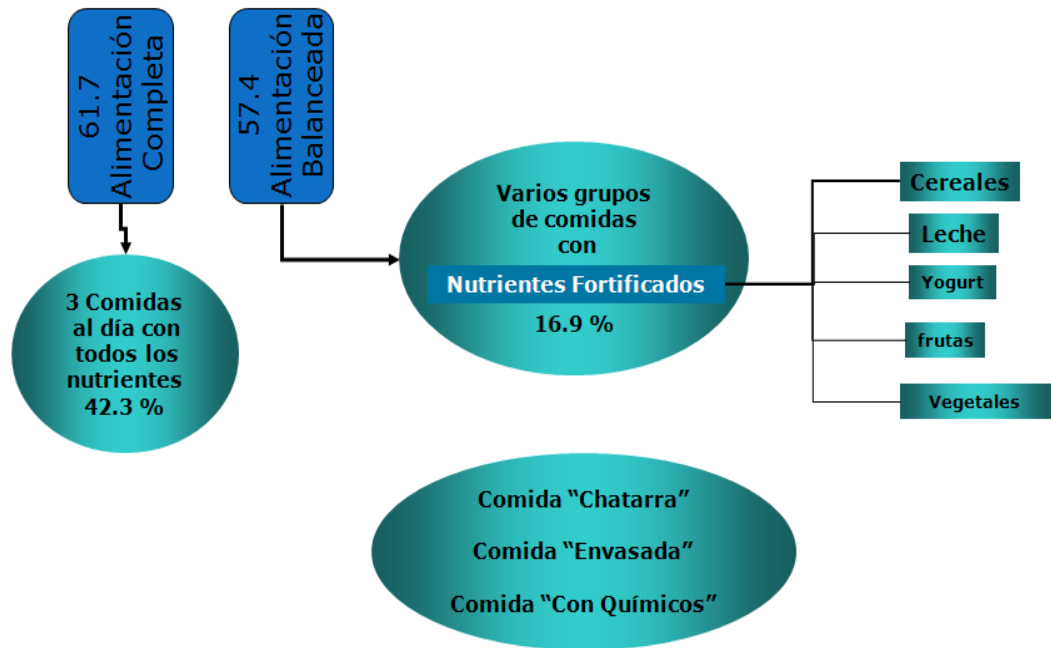 61.7
Alimentación
Completa
57.4
Alimentación
Balanceada
3 Comidas
al día con
todos los
nutrientes
42.3 %
Varios grupos
de comidas
con
Nutrientes Fortificados
16.9 %
Cereales
Leche
Yogurt
frutas
Vegetales
Comida “Chatarra”
Comida “Envasada”
Comida “Con Químicos”